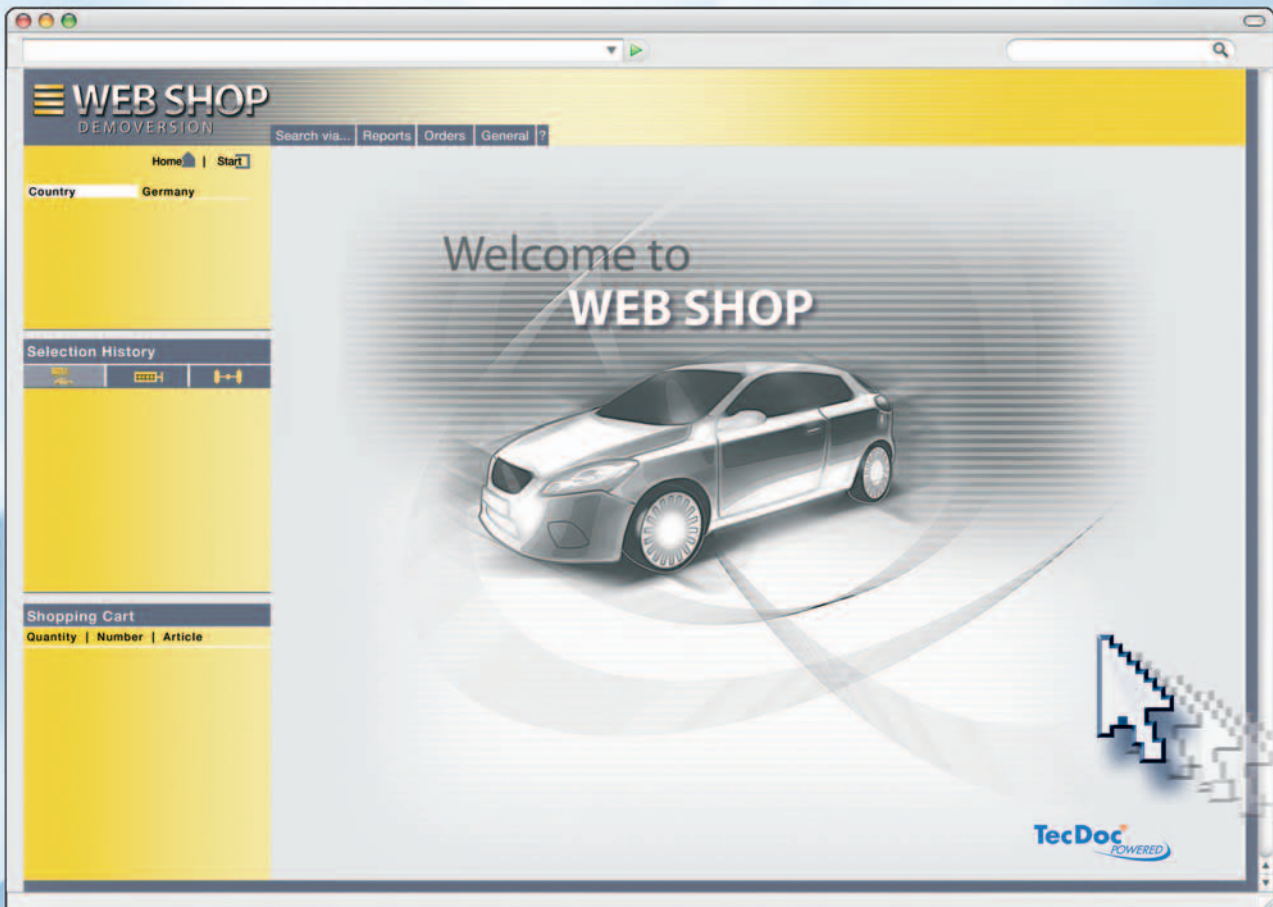 WEB SHOP
DEMOVERSION
Search via... Reports Orders General ?
Home | Start
Country Germany
Welcome to
WEB SHOP
Selection History
Shopping Cart
Quantity | Number | Article
TecDoc
POWERED